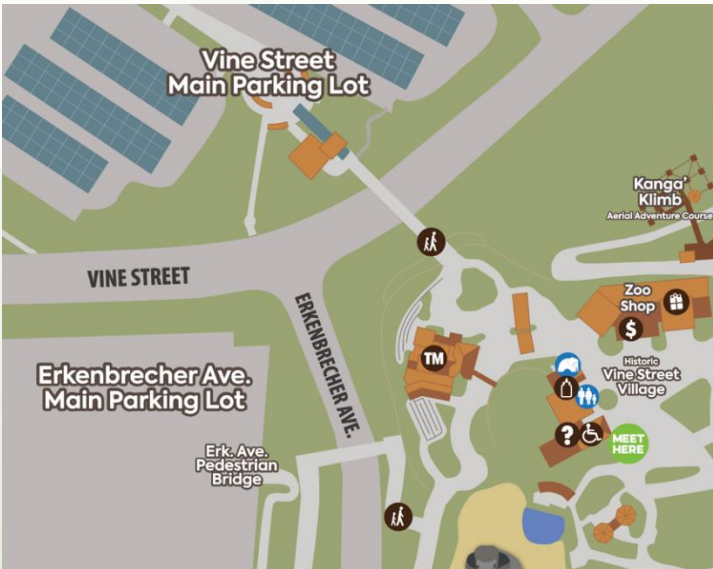 Vine Street
Main Parking Lot
Kanga'
Klimb
Aerial Adventure Course
VINE STREET
ERKENBRECHER AVE.
Zoo
Shop
$
TM
Historic
Vine Street
Village
Erkenbrecher Ave.
Main Parking Lot
?
MEET
HERE
Erk. Ave.
Pedestrian
Bridge